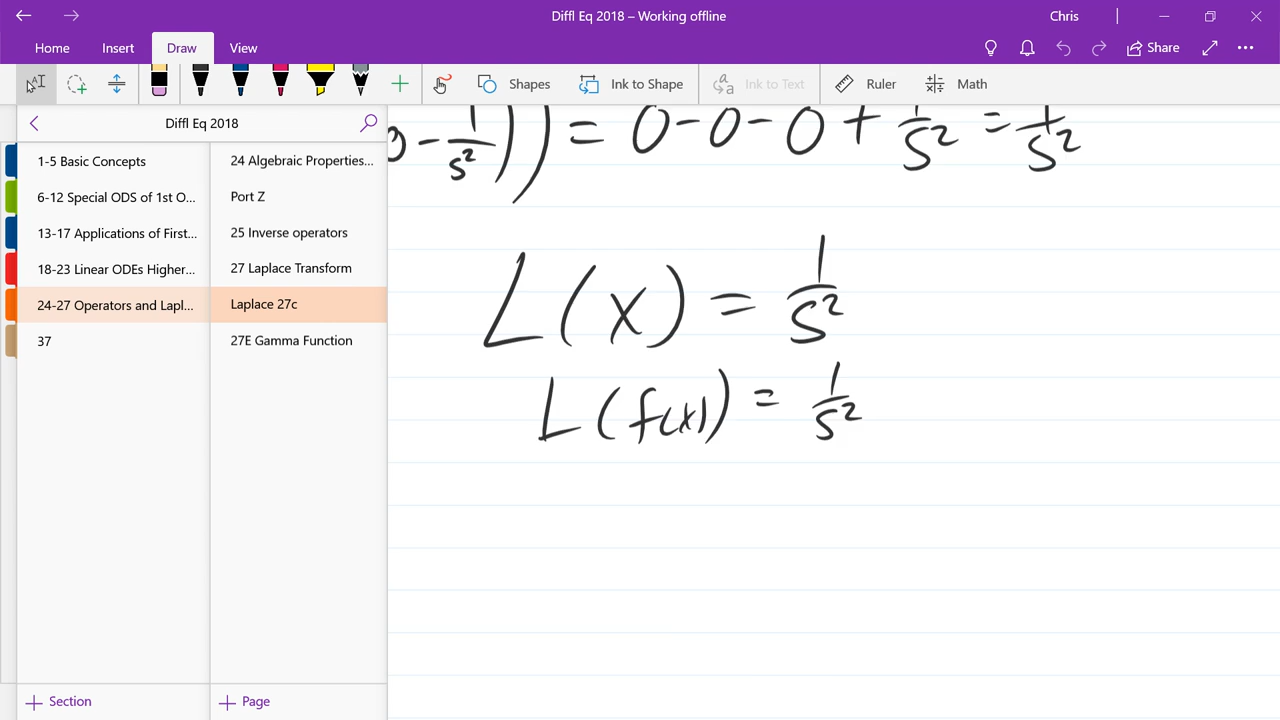 Diffl Eq 2018 – Working offline
Chris
Home Insert Draw View
Share
Shapes Ink to Shape Ink to Text Ruler Math
Diffl Eq 2018
1-5 Basic Concepts
6-12 Special ODS of 1st O...
13-17 Applications of First...
18-23 Linear ODEs Higher...
24-27 Operators and Lapl...
37
24 Algebraic Properties...
Port Z
25 Inverse operators
27 Laplace Transform
Laplace 27c
27E Gamma Function
Section
Page
0 - 1/s²)) = 0 - 0 - 0 + 1/s² = 1/s²
L(x) = 1/s²
L(f(x)) = 1/s²